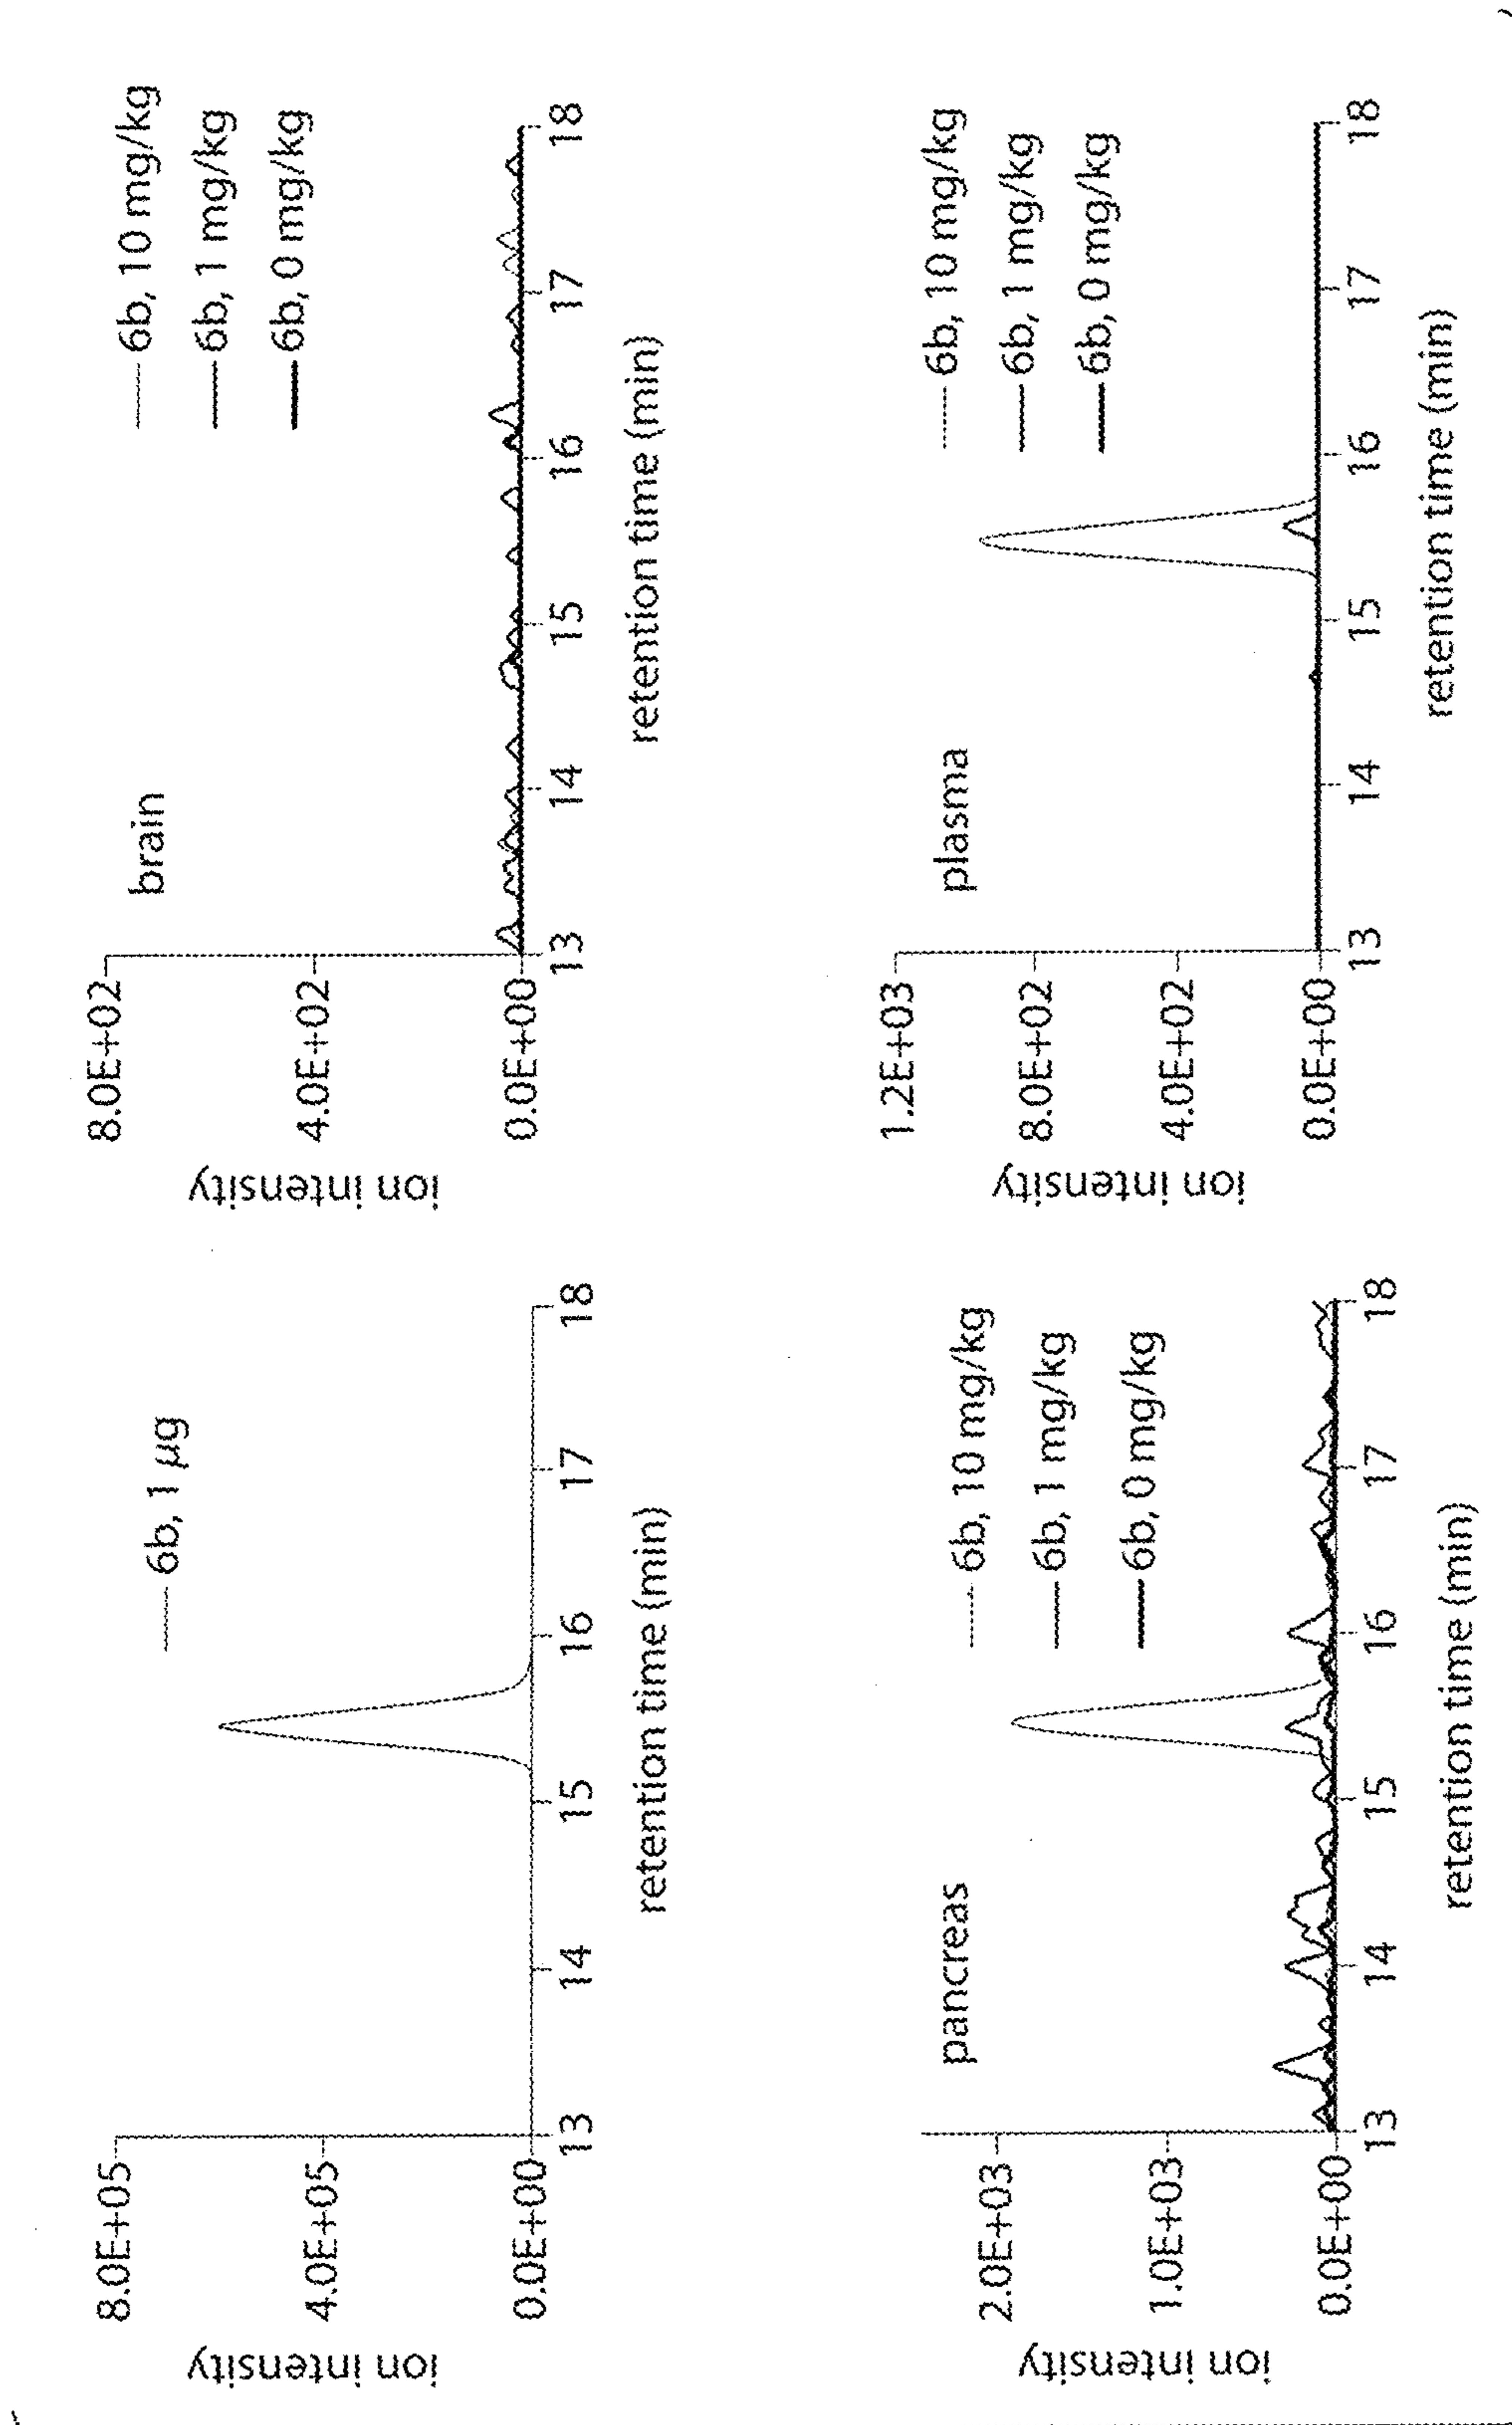 6b, 1 µg
ion intensity
8.0E+05
4.0E+05
0.0E+00
13
14
15
16
17
18
retention time (min)
brain
6b, 10 mg/kg
6b, 1 mg/kg
6b, 0 mg/kg
ion intensity
8.0E+02
4.0E+02
0.0E+00
13
14
15
16
17
18
retention time (min)
pancreas
6b, 10 mg/kg
6b, 1 mg/kg
6b, 0 mg/kg
ion intensity
2.0E+03
1.0E+03
0.0E+00
13
14
15
16
17
18
retention time (min)
plasma
6b, 10 mg/kg
6b, 1 mg/kg
6b, 0 mg/kg
ion intensity
1.2E+03
8.0E+02
4.0E+02
0.0E+00
13
14
15
16
17
18
retention time (min)